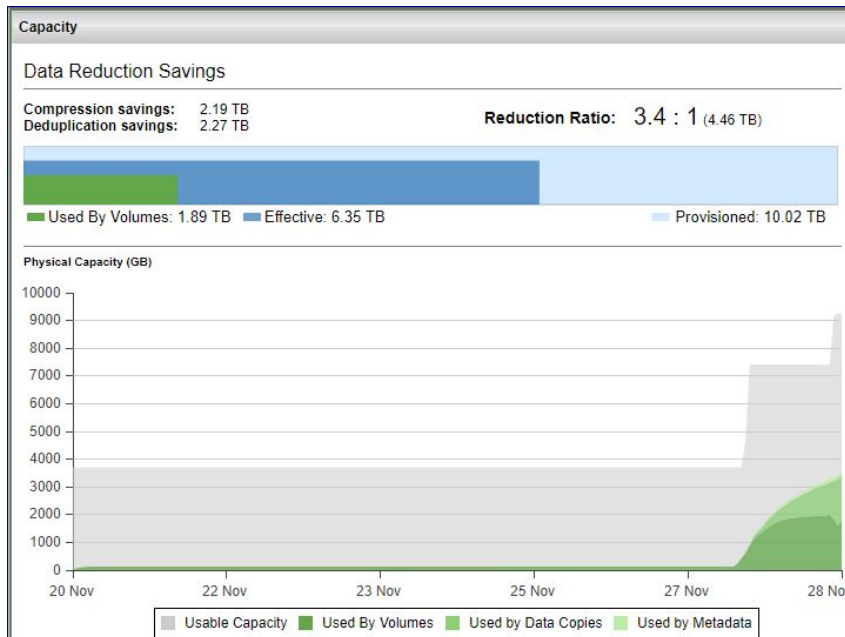 Capacity
Data Reduction Savings
Compression savings: 2.19 TB
Deduplication savings: 2.27 TB
Reduction Ratio: 3.4 : 1 (4.46 TB)
Used By Volumes: 1.89 TB Effective: 6.35 TB Provisioned: 10.02 TB
Physical Capacity (GB)
10000
9000
8000
7000
6000
5000
4000
3000
2000
1000
0
20 Nov 22 Nov 23 Nov 25 Nov 27 Nov 28 No
Usable Capacity Used By Volumes Used by Data Copies Used by Metadata